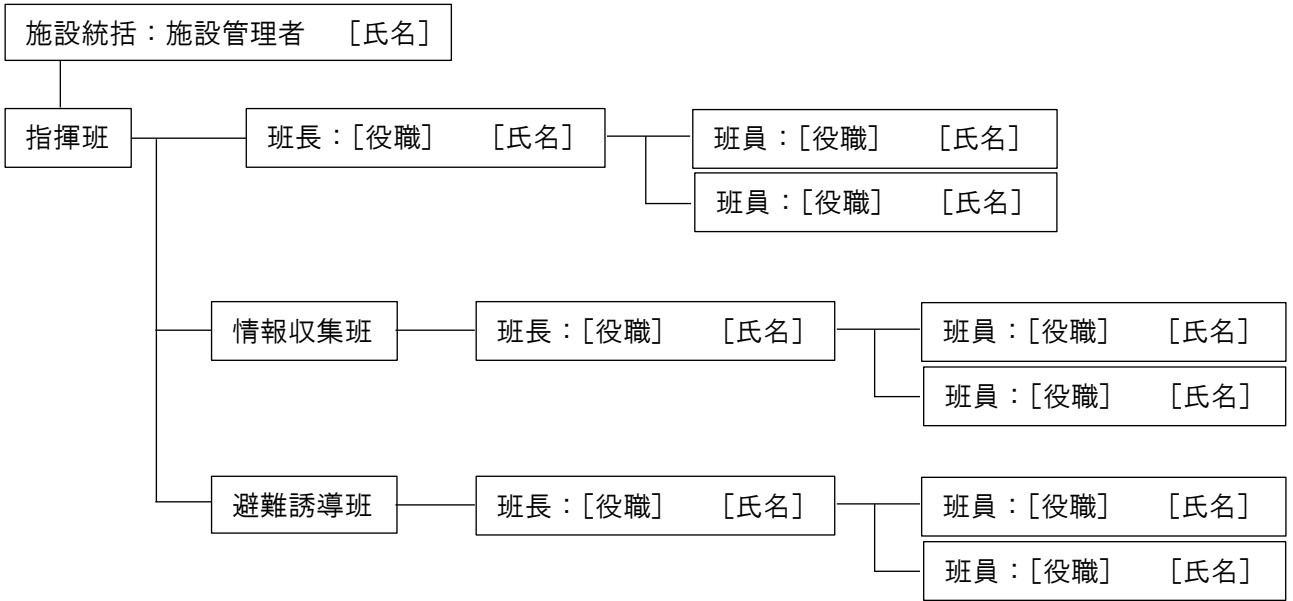 施設統括：施設管理者　［氏名］
指揮班　班長：［役職］　［氏名］　班員：［役職］　［氏名］
班員：［役職］　［氏名］
情報収集班　班長：［役職］　［氏名］　班員：［役職］　［氏名］
班員：［役職］　［氏名］
避難誘導班　班長：［役職］　［氏名］　班員：［役職］　［氏名］
班員：［役職］　［氏名］